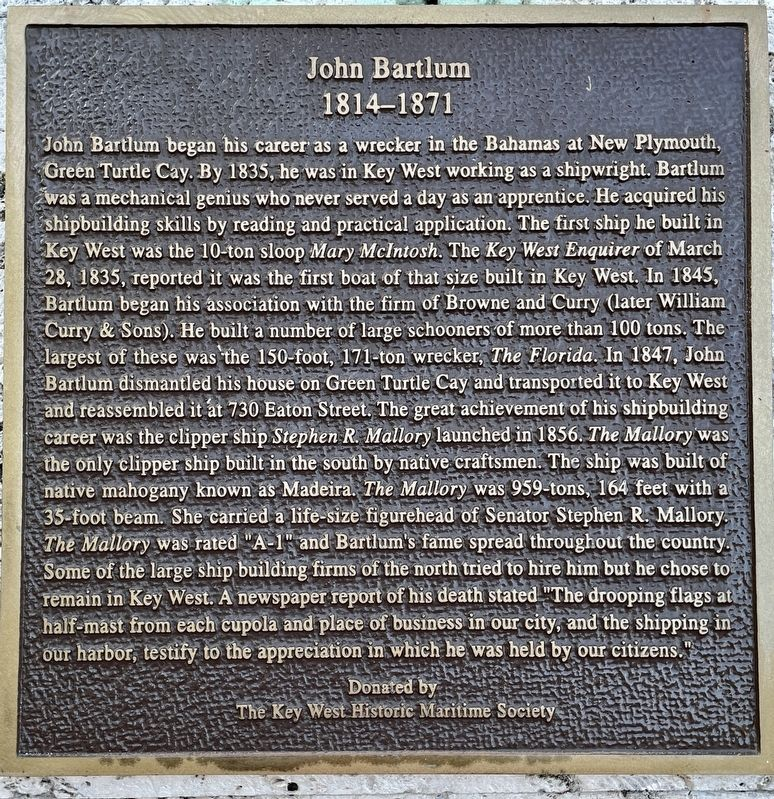 John Bartlum
1814–1871
John Bartlum began his career as a wrecker in the Bahamas at New Plymouth,
Green Turtle Cay. By 1835, he was in Key West working as a shipwright. Bartlum
was a mechanical genius who never served a day as an apprentice. He acquired his
shipbuilding skills by reading and practical application. The first ship he built in
Key West was the 10-ton sloop Mary McIntosh. The Key West Enquirer of March
28, 1835, reported it was the first boat of that size built in Key West. In 1845,
Bartlum began his association with the firm of Browne and Curry (later William
Curry & Sons). He built a number of large schooners of more than 100 tons. The
largest of these was the 150-foot, 171-ton wrecker, The Florida. In 1847, John
Bartlum dismantled his house on Green Turtle Cay and transported it to Key West
and reassembled it at 730 Eaton Street. The great achievement of his shipbuilding
career was the clipper ship Stephen R. Mallory launched in 1856. The Mallory was
the only clipper ship built in the south by native craftsmen. The ship was built of
native mahogany known as Madeira. The Mallory was 959-tons, 164 feet with a
35-foot beam. She carried a life-size figurehead of Senator Stephen R. Mallory.
The Mallory was rated "A-1" and Bartlum's fame spread throughout the country.
Some of the large ship building firms of the north tried to hire him but he chose to
remain in Key West. A newspaper report of his death stated "The drooping flags at
half-mast from each cupola and place of business in our city, and the shipping in
our harbor, testify to the appreciation in which he was held by our citizens."
Donated by
The Key West Historic Maritime Society